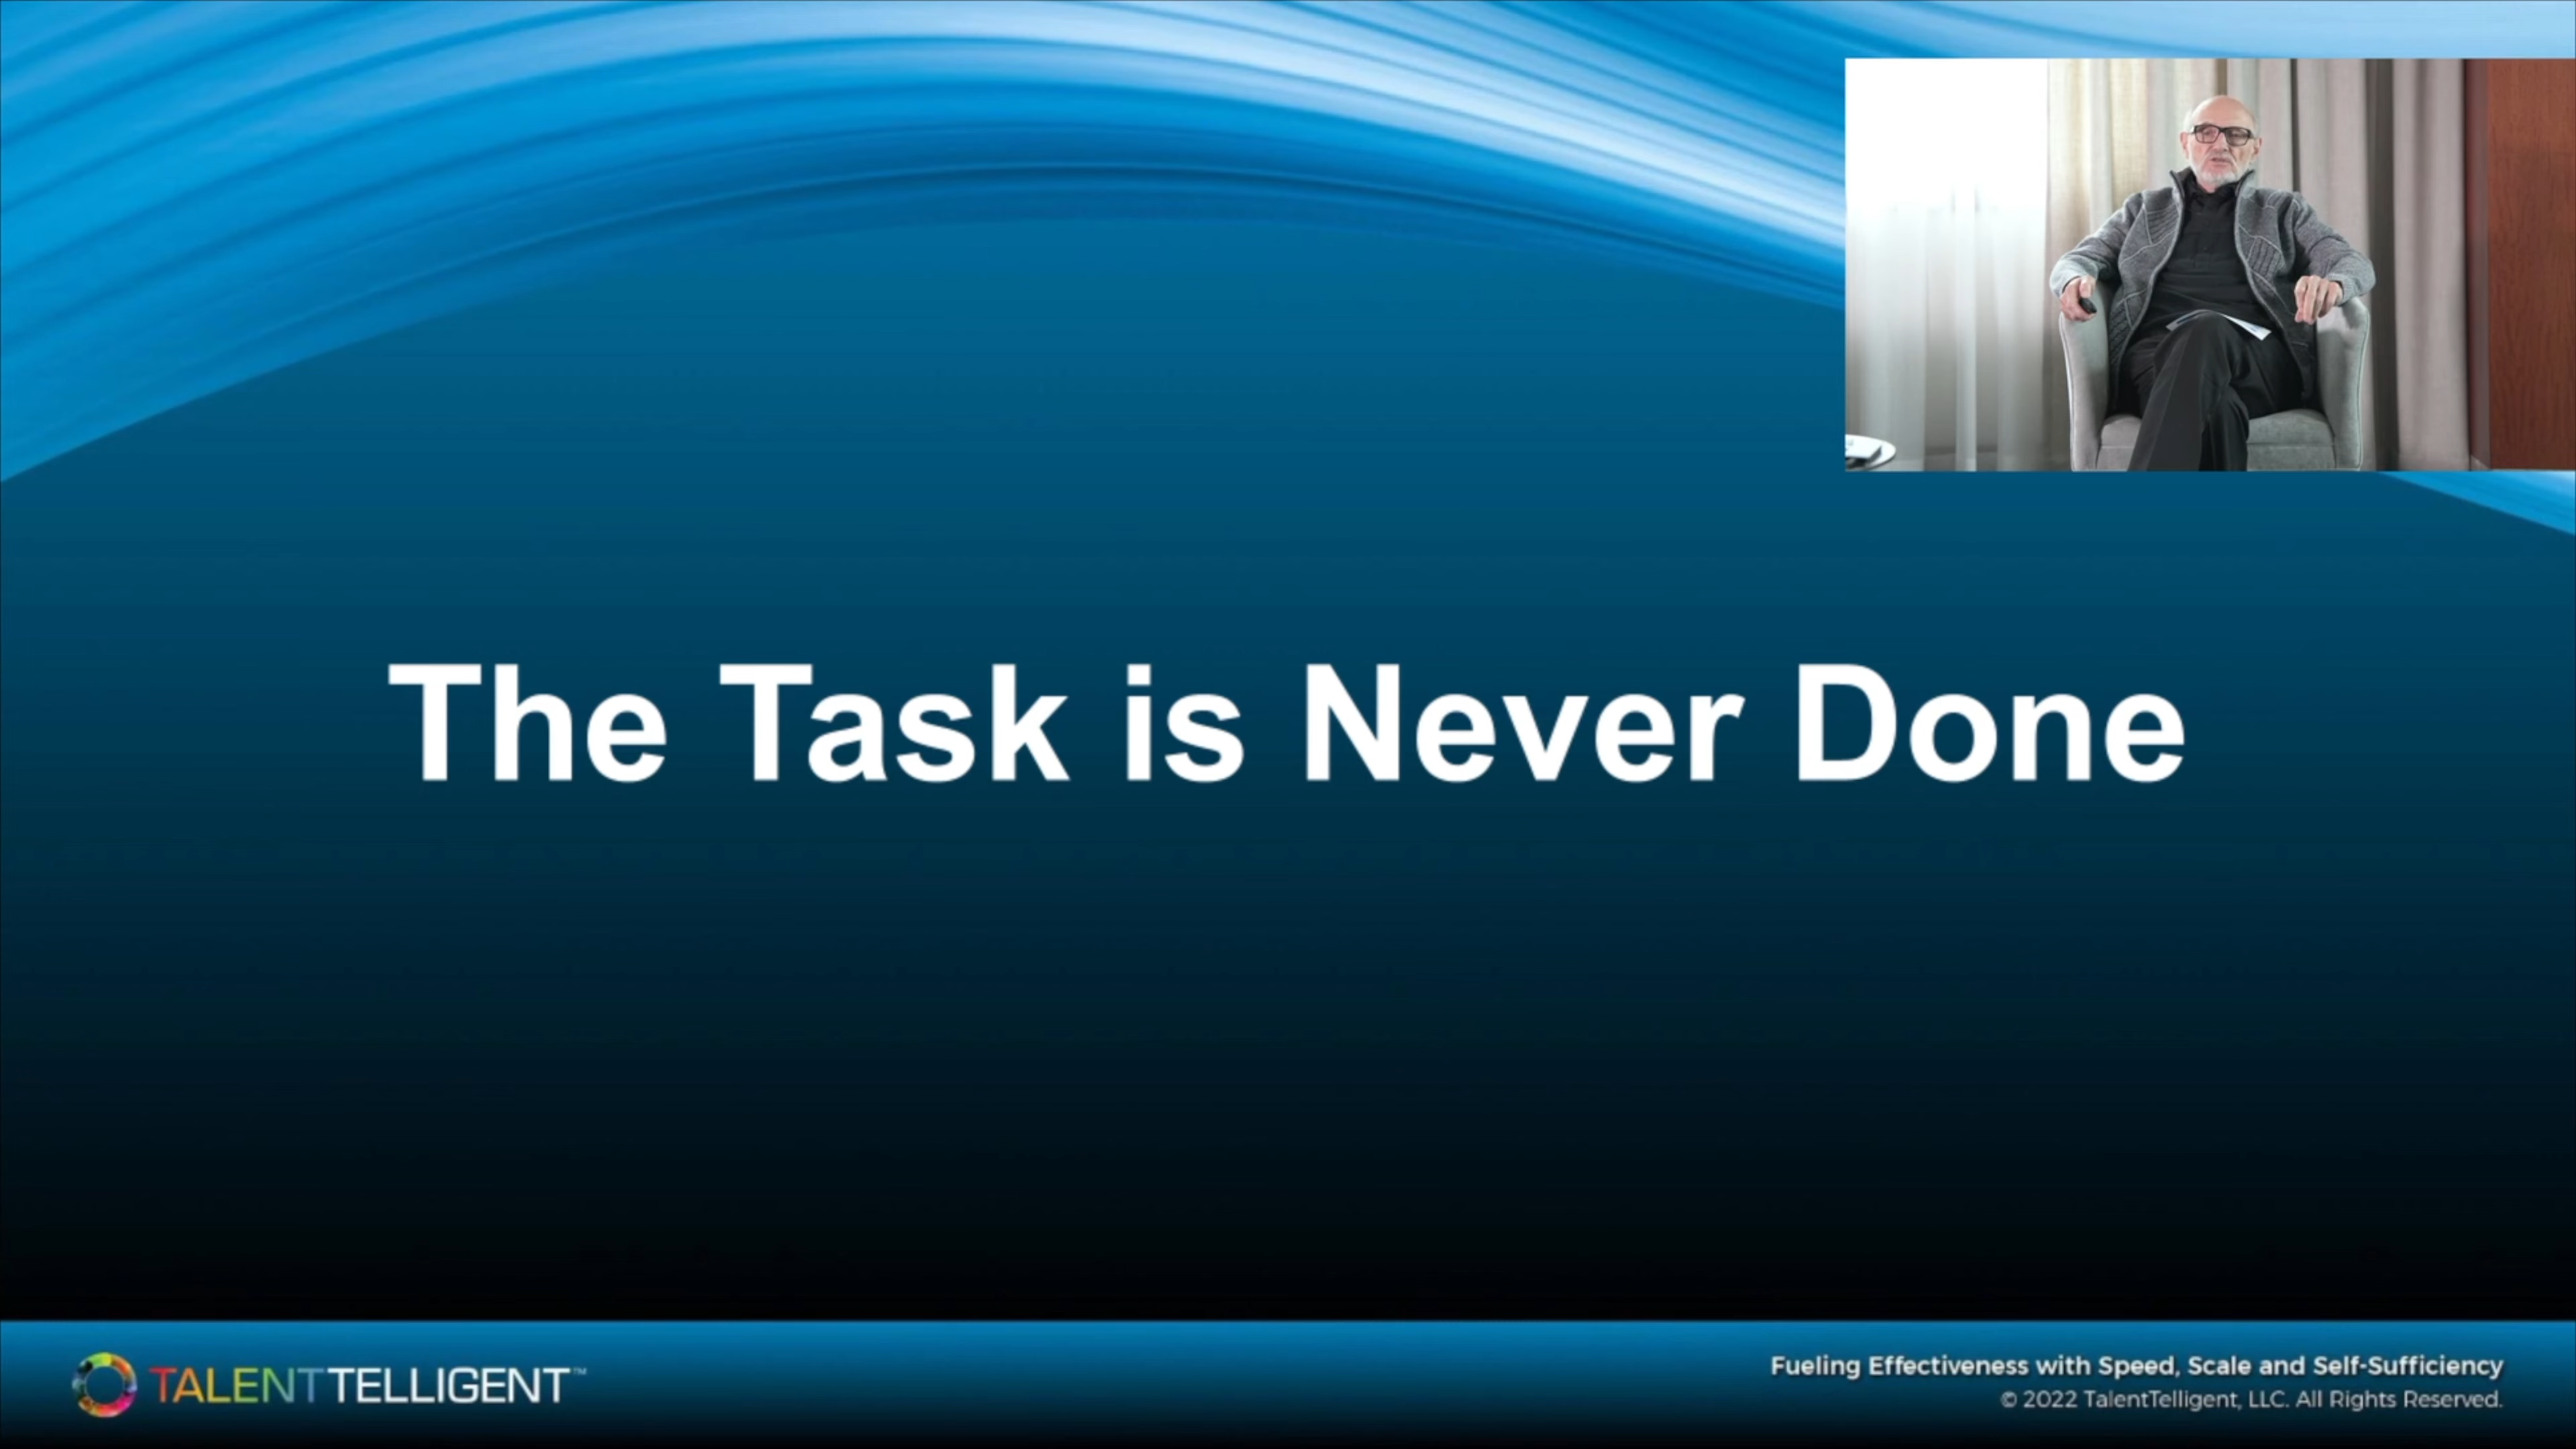 The Task is Never Done
TALENTTELLIGENT™
Fueling Effectiveness with Speed, Scale and Self-Sufficiency
© 2022 TalentTelligent, LLC. All Rights Reserved.